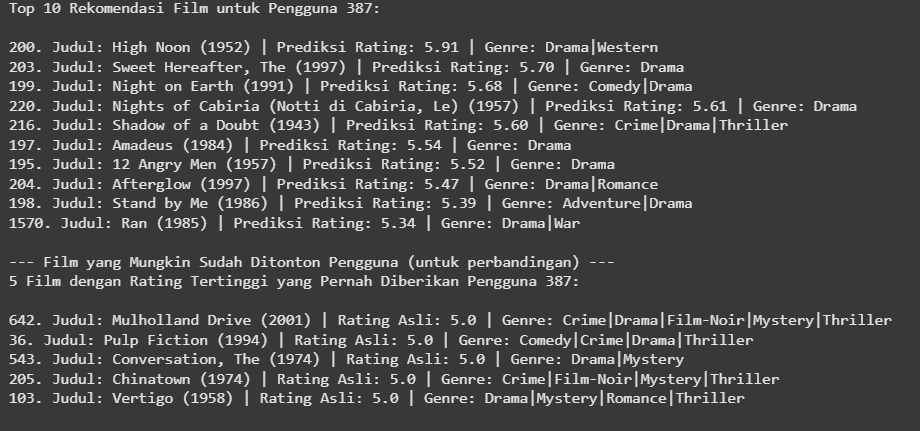 Top 10 Rekomendasi Film untuk Pengguna 387:
200. Judul: High Noon (1952) | Prediksi Rating: 5.91 | Genre: Drama|Western
203. Judul: Sweet Hereafter, The (1997) | Prediksi Rating: 5.70 | Genre: Drama
199. Judul: Night on Earth (1991) | Prediksi Rating: 5.68 | Genre: Comedy|Drama
220. Judul: Nights of Cabiria (Notti di Cabiria, Le) (1957) | Prediksi Rating: 5.61 | Genre: Drama
216. Judul: Shadow of a Doubt (1943) | Prediksi Rating: 5.60 | Genre: Crime|Drama|Thriller
197. Judul: Amadeus (1984) | Prediksi Rating: 5.54 | Genre: Drama
195. Judul: 12 Angry Men (1957) | Prediksi Rating: 5.52 | Genre: Drama
204. Judul: Afterglow (1997) | Prediksi Rating: 5.47 | Genre: Drama|Romance
198. Judul: Stand by Me (1986) | Prediksi Rating: 5.39 | Genre: Adventure|Drama
1570. Judul: Ran (1985) | Prediksi Rating: 5.34 | Genre: Drama|War
--- Film yang Mungkin Sudah Ditonton Pengguna (untuk perbandingan) ---
5 Film dengan Rating Tertinggi yang Pernah Diberikan Pengguna 387:
642. Judul: Mulholland Drive (2001) | Rating Asli: 5.0 | Genre: Crime|Drama|Film-Noir|Mystery|Thriller
36. Judul: Pulp Fiction (1994) | Rating Asli: 5.0 | Genre: Comedy|Crime|Drama|Thriller
543. Judul: Conversation, The (1974) | Rating Asli: 5.0 | Genre: Drama|Mystery
205. Judul: Chinatown (1974) | Rating Asli: 5.0 | Genre: Crime|Film-Noir|Mystery|Thriller
103. Judul: Vertigo (1958) | Rating Asli: 5.0 | Genre: Drama|Mystery|Romance|Thriller